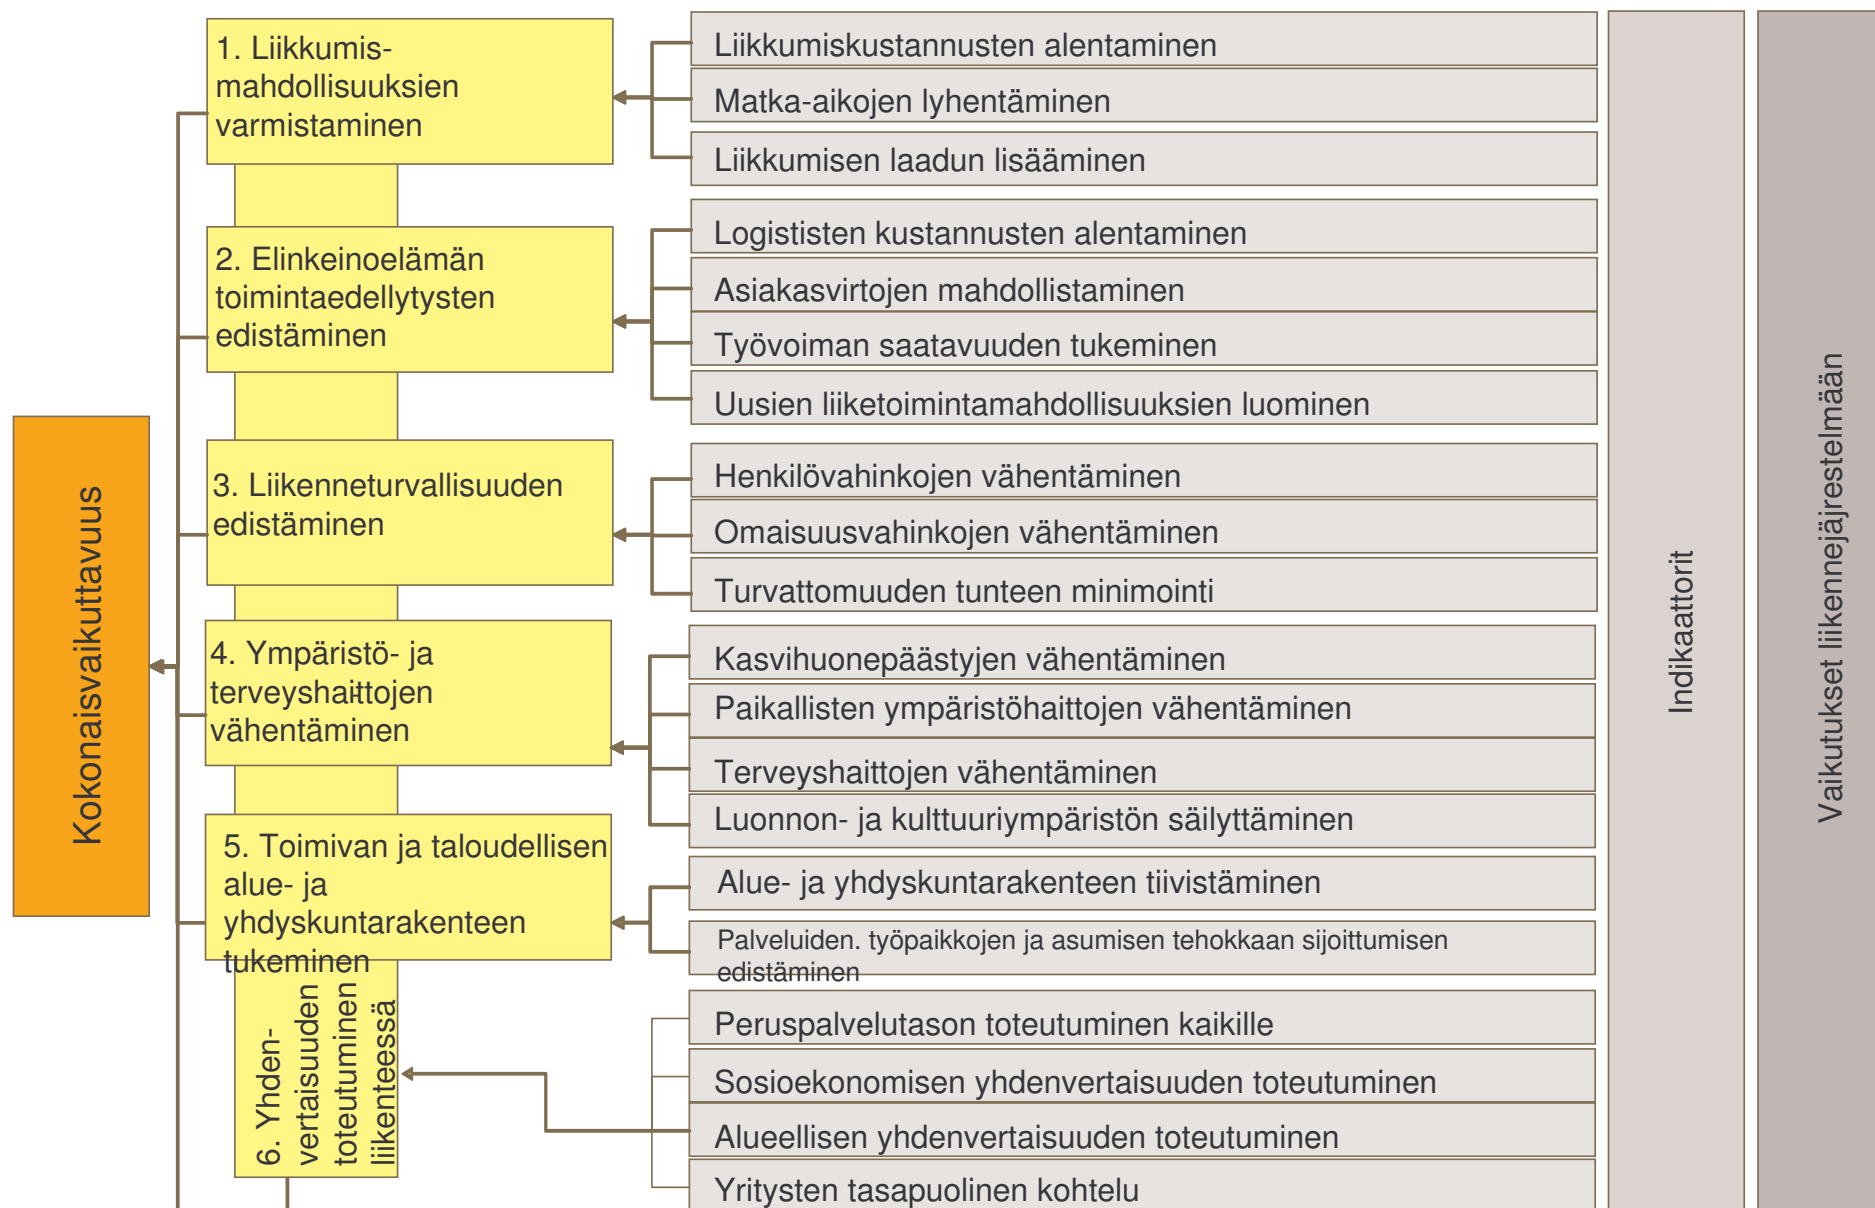 Kokonaisvaikuttavuus
1. Liikkumis-
mahdollisuuksien
varmistaminen
Liikkumiskustannusten alentaminen
Matka-aikojen lyhentäminen
Liikkumisen laadun lisääminen
2. Elinkeinoelämän
toimintaedellytysten
edistäminen
Logististen kustannusten alentaminen
Asiakasvirtojen mahdollistaminen
Työvoiman saatavuuden tukeminen
Uusien liiketoimintamahdollisuuksien luominen
3. Liikenneturvallisuuden
edistäminen
Henkilövahinkojen vähentäminen
Omaisuusvahinkojen vähentäminen
Turvattomuuden tunteen minimointi
4. Ympäristö- ja
terveyshaittojen
vähentäminen
Kasvihuonepäästyjen vähentäminen
Paikallisten ympäristöhaittojen vähentäminen
Terveyshaittojen vähentäminen
Luonnon- ja kulttuuriympäristön säilyttäminen
5. Toimivan ja taloudellisen
alue- ja
yhdyskuntarakenteen
tukeminen
Alue- ja yhdyskuntarakenteen tiivistäminen
Palveluiden. työpaikkojen ja asumisen tehokkaan sijoittumisen
edistäminen
6. Yhden-
vertaisuuden
toteutuminen
liikenteessä
Peruspalvelutason toteutuminen kaikille
Sosioekonomisen yhdenvertaisuuden toteutuminen
Alueellisen yhdenvertaisuuden toteutuminen
Yritysten tasapuolinen kohtelu
Indikaattorit
Vaikutukset liikennejäjrestelmään